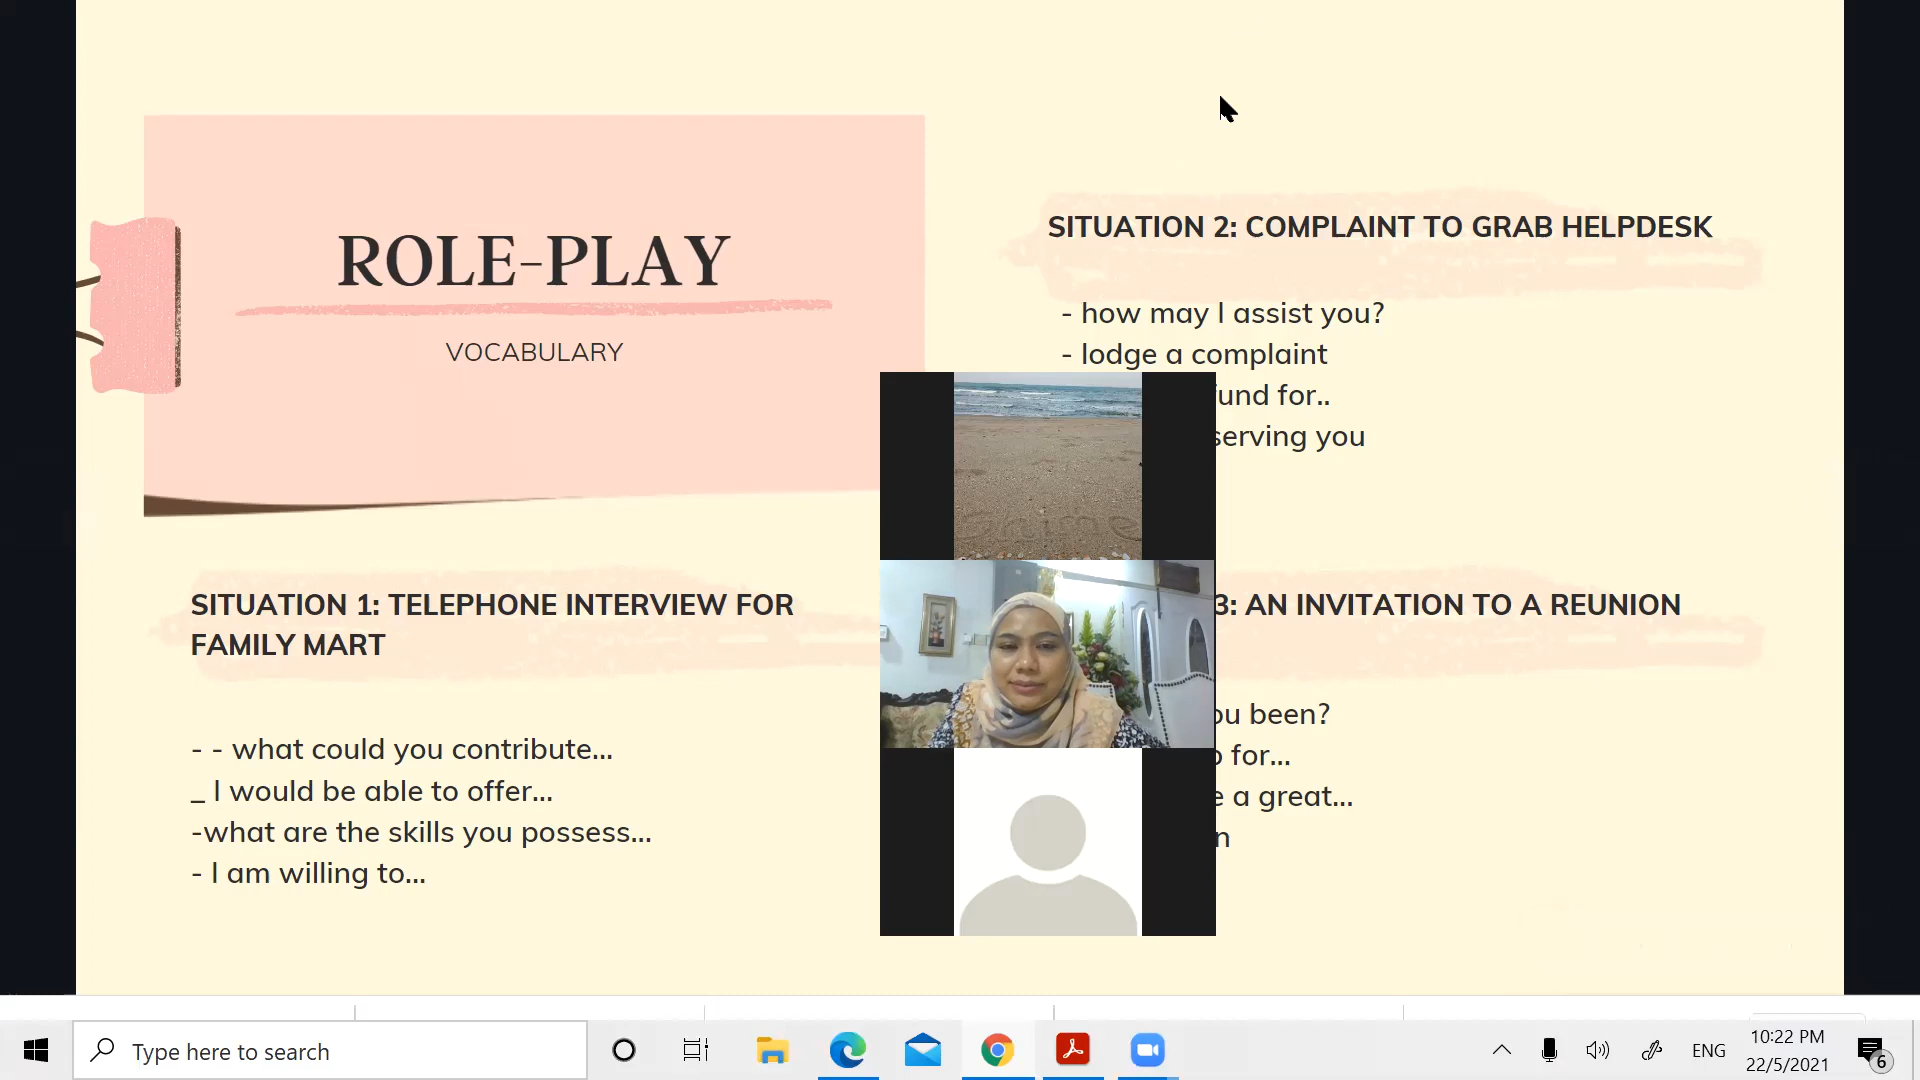 ROLE-PLAY
VOCABULARY
SITUATION 1: TELEPHONE INTERVIEW FOR
FAMILY MART
- - what could you contribute...
_ I would be able to offer...
-what are the skills you possess...
- I am willing to...
SITUATION 2: COMPLAINT TO GRAB HELPDESK
- how may I assist you?
- lodge a complaint
for..
serving you
3: AN INVITATION TO A REUNION
been?
for...
a great...
Shime
Type here to search
ENG
10:22 PM
22/5/2021
6